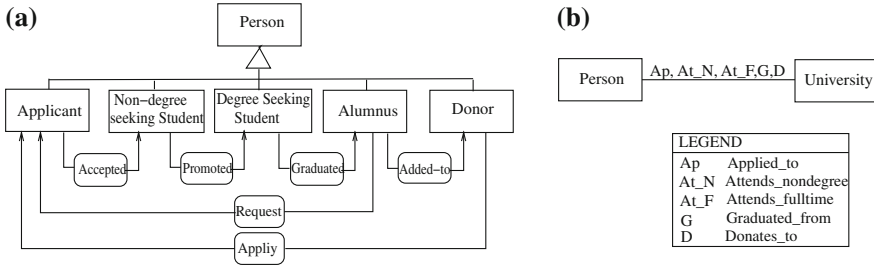 (a)
Person
Applicant
Non-degree
seeking Student
Degree Seeking
Student
Alumnus
Donor
Accepted
Promoted
Graduated
Added-to
Request
Appliy
(b)
Person
Ap, At_N, At_F,G,D
University
LEGEND
Ap Applied_to
At_N Attends_nondegree
At_F Attends_fulltime
G Graduated_from
D Donates_to